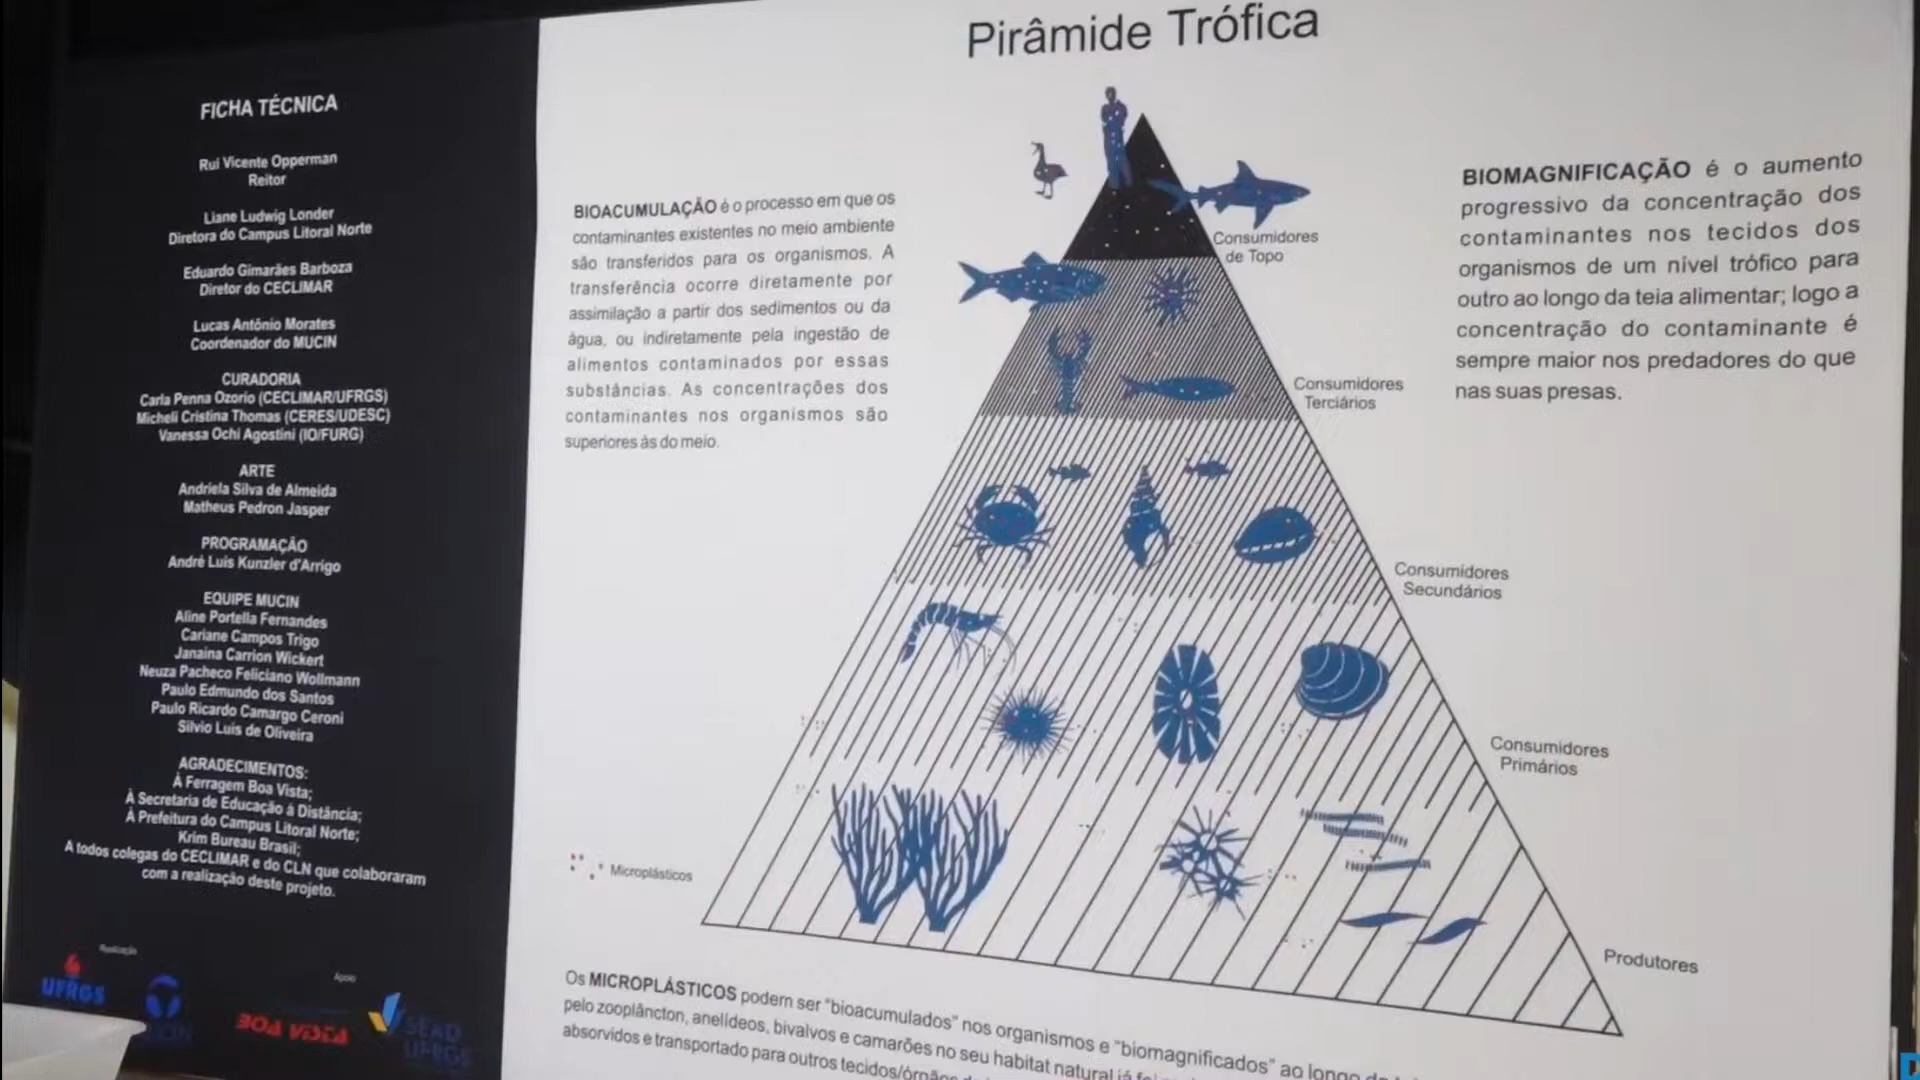 FICHA TÉCNICA
Rui Vicente Opperman
Reitor
Liane Ludwig Londer
Diretora do Campus Litoral Norte
Eduardo Gimarães Barboza
Diretor do CECLIMAR
Lucas Antônio Morates
Coordenador do MUCIN
CURADORIA
Carla Penna Ozorio (CECLIMAR/UFRGS)
Micheli Cristina Thomas (CERES/UDESC)
Vanessa Ochi Agostini (IO/FURG)
ARTE
Andriela Silva de Almeida
Matheus Pedron Jasper
PROGRAMAÇÃO
André Luis Kunzler d'Arrigo
EQUIPE MUCIN
Aline Portella Fernandes
Cariane Campos Trigo
Janaina Carrion Wickert
Neuza Pacheco Feliciano Wollmann
Paulo Edmundo dos Santos
Paulo Ricardo Camargo Ceroni
Silvio Luis de Oliveira
AGRADECIMENTOS:
À Ferragem Boa Vista;
À Secretaria de Educação á Distância;
À Prefeitura do Campus Litoral Norte;
Krim Bureau Brasil;
A todos colegas do CECLIMAR e do CLN que colaboraram
com a realização deste projeto.
Realização
Apoio
UFRGS
BOA VISTA
SEAD
UFRGS
Pirâmide Trófica
BIOACUMULAÇÃO é o processo em que os
contaminantes existentes no meio ambiente
são transferidos para os organismos. A
transferência ocorre diretamente por
assimilação a partir dos sedimentos ou da
água, ou indiretamente pela ingestão de
alimentos contaminados por essas
substâncias. As concentrações dos
contaminantes nos organismos são
superiores às do meio.
BIOMAGNIFICAÇÃO é o aumento
progressivo da concentração dos
contaminantes nos tecidos dos
organismos de um nível trófico para
outro ao longo da teia alimentar; logo a
concentração do contaminante é
sempre maior nos predadores do que
nas suas presas.
Consumidores
de Topo
Consumidores
Terciários
Consumidores
Secundários
Consumidores
Primários
Produtores
Microplásticos
Os MICROPLÁSTICOS podem ser "bioacumulados" nos organismos e "biomagnificados" ao longo
pelo zooplâncton, anelídeos, bivalvos e camarões no seu habitat natural já
absorvidos e transportado para outros tecidos/órgãos